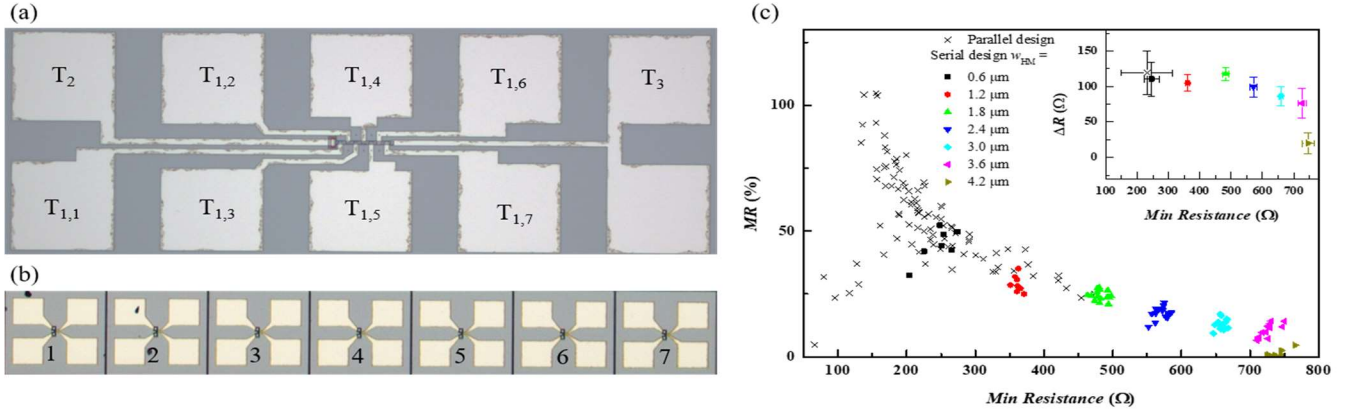 (a)
T2
T1,2
T1,4
T1,6
T3
T1,1
T1,3
T1,5
T1,7
(b)
1 2 3 4 5 6 7
(c)
MR (%)
100
50
0
100 200 300 400 500 600 700 800
Min Resistance (Ω)
Parallel design
Serial design wHM =
0.6 μm
1.2 μm
1.8 μm
2.4 μm
3.0 μm
3.6 μm
4.2 μm
ΔR (Ω)
150
100
50
0
100 200 300 400 500 600 700
Min Resistance (Ω)